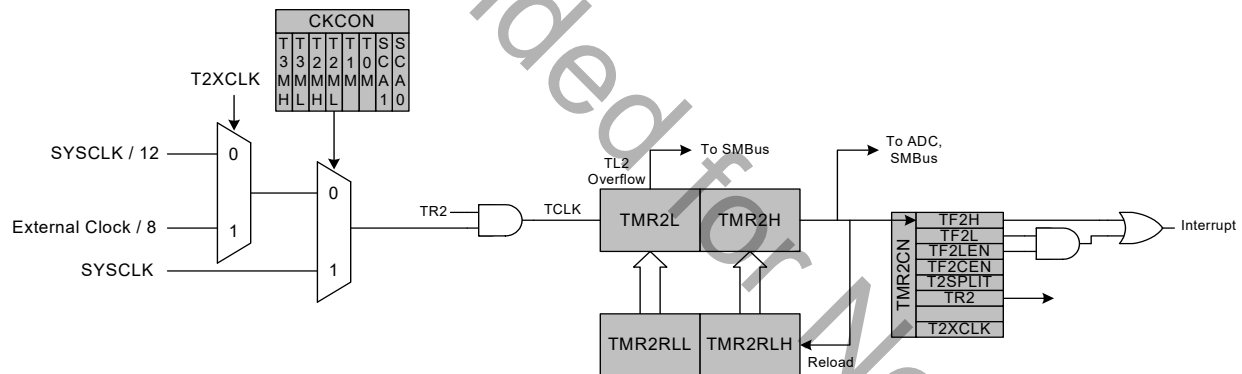 CKCON
T3MH T3ML T2MH T2ML T1M T0M SCA1 SCA0
T2XCLK
SYSCLK / 12
0
External Clock / 8
1
0
SYSCLK
1
TR2
TCLK
TL2
Overflow
To SMBus
To ADC,
SMBus
TMR2L
TMR2H
TMR2RLL
TMR2RLH
Reload
TMR2CN
TF2H
TF2L
TF2LEN
TF2CEN
T2SPLIT
TR2
T2XCLK
Interrupt
ded for N